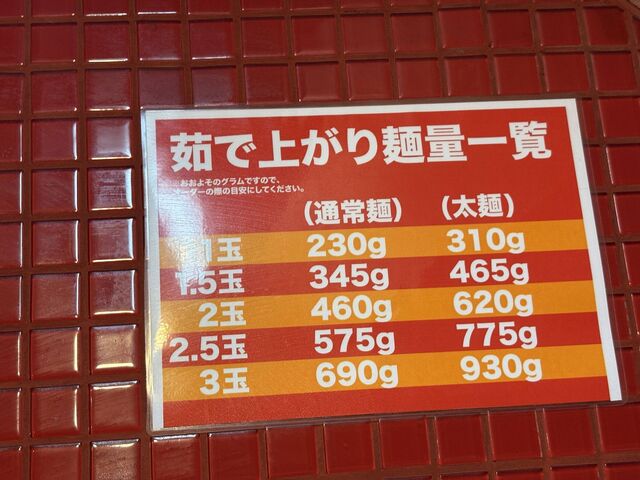 茹で上がり麺量一覧
おおよそのグラムですので、
オーダーの際の目安にしてください。
（通常麺）（太麺）
1玉 230g 310g
1.5玉 345g 465g
2玉 460g 620g
2.5玉 575g 775g
3玉 690g 930g